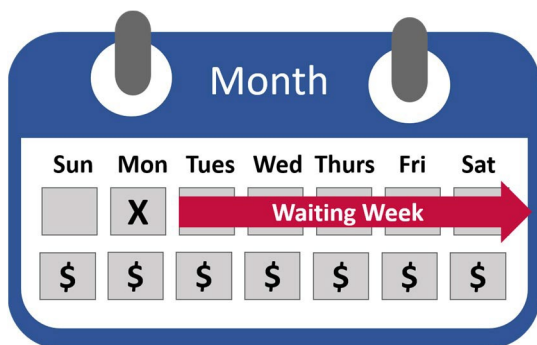 Month
Sun Mon Tues Wed Thurs Fri Sat
X Waiting Week
$ $ $ $ $ $ $